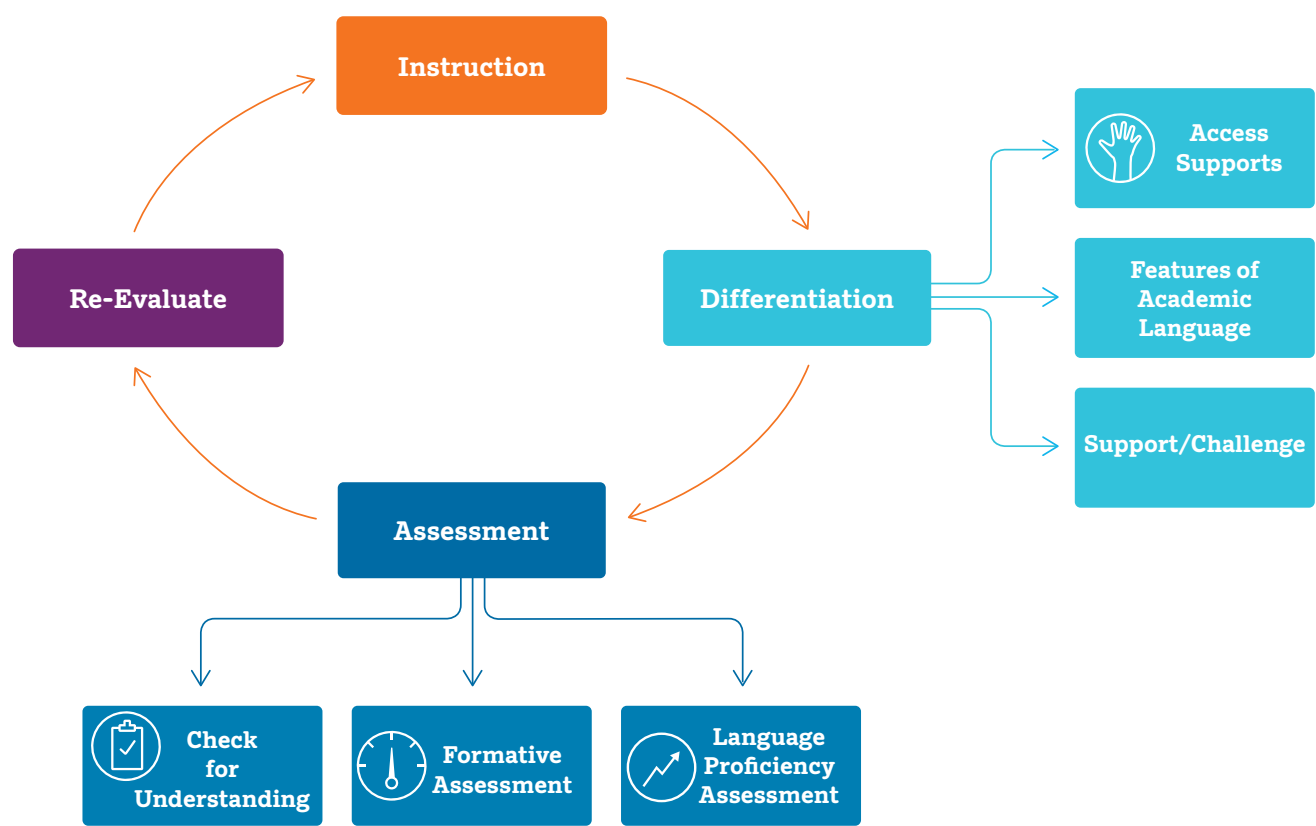 Instruction
Access
Supports
Re-Evaluate
Differentiation
Features of
Academic
Language
Support/Challenge
Assessment
Check
for
Understanding
Formative
Assessment
Language
Proficiency
Assessment